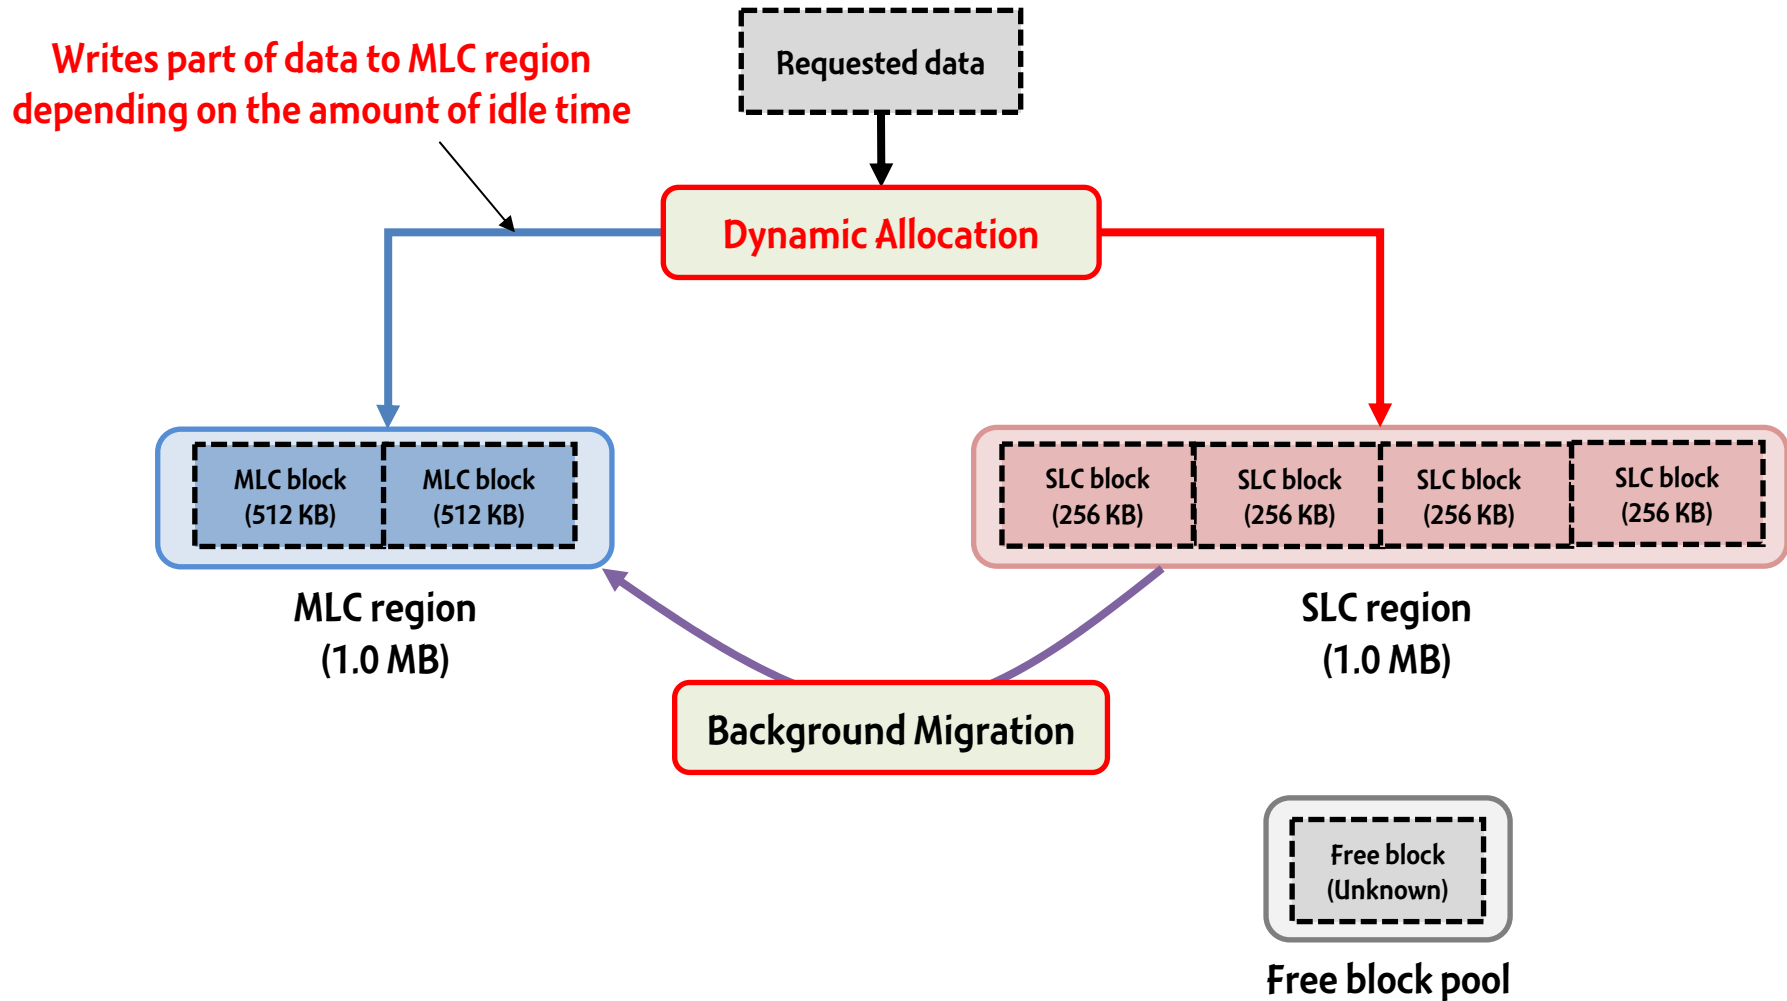 Writes part of data to MLC region
depending on the amount of idle time
Requested data
Dynamic Allocation
MLC block
(512 KB)
MLC block
(512 KB)
SLC block
(256 KB)
SLC block
(256 KB)
SLC block
(256 KB)
SLC block
(256 KB)
MLC region
(1.0 MB)
SLC region
(1.0 MB)
Background Migration
Free block
(Unknown)
Free block pool